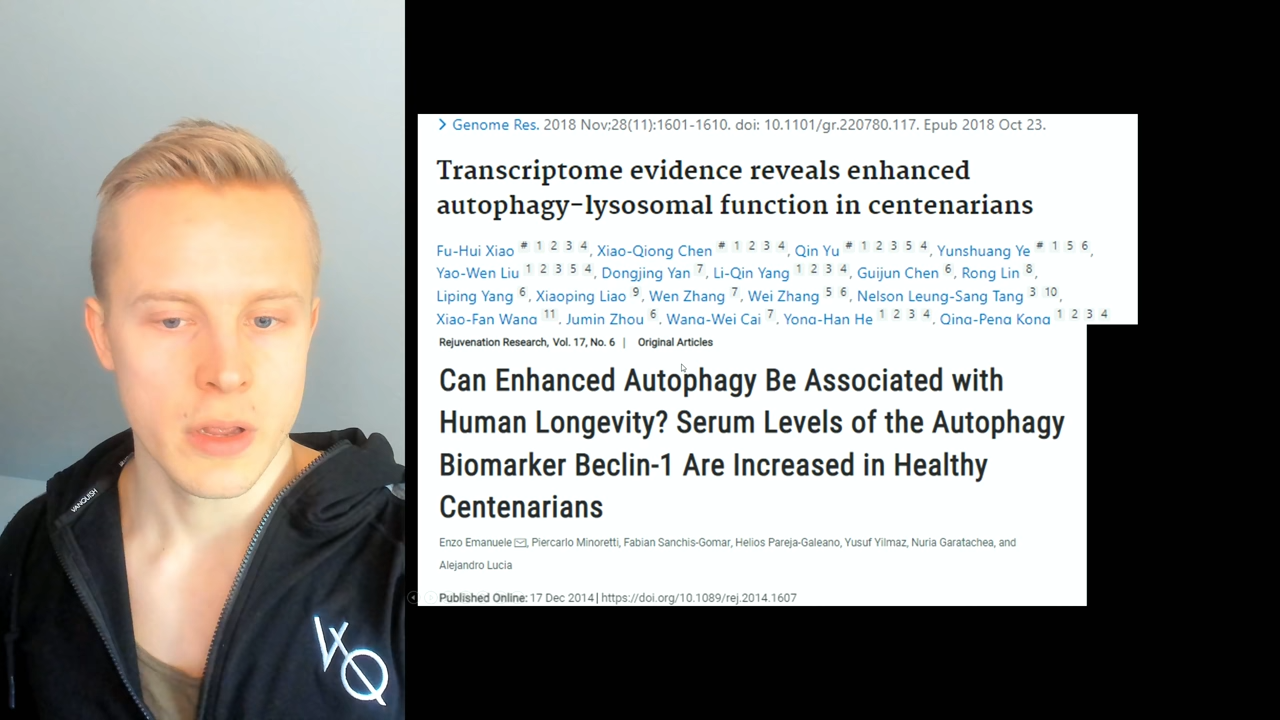 Genome Res. 2018 Nov;28(11):1601-1610. doi: 10.1101/gr.220780.117. Epub 2018 Oct 23.
Transcriptome evidence reveals enhanced
autophagy-lysosomal function in centenarians
Fu-Hui Xiao # 1 2 3 4, Xiao-Qiong Chen # 1 2 3 4, Qin Yu # 1 2 3 5 4, Yunshuang Ye # 1 5 6,
Yao-Wen Liu 1 2 3 5 4, Dongjing Yan 7, Li-Qin Yang 1 2 3 4, Guijun Chen 6, Rong Lin 8,
Liping Yang 6, Xiaoping Liao 9, Wen Zhang 7, Wei Zhang 5 6, Nelson Leung-Sang Tang 3 10,
Xiao-Fan Wang 11, Jumin Zhou 6, Wang-Wei Cai 7, Yong-Han He 1 2 3 4, Qing-Peng Kong 1 2 3 4
Rejuvenation Research, Vol. 17, No. 6 | Original Articles
Can Enhanced Autophagy Be Associated with
Human Longevity? Serum Levels of the Autophagy
Biomarker Beclin-1 Are Increased in Healthy
Centenarians
Enzo Emanuele, Piercarlo Minoretti, Fabian Sanchis-Gomar, Helios Pareja-Galeano, Yusuf Yilmaz, Nuria Garatachea, and
Alejandro Lucia
Published Online: 17 Dec 2014 | https://doi.org/10.1089/rej.2014.1607
VANQUISH
VQ